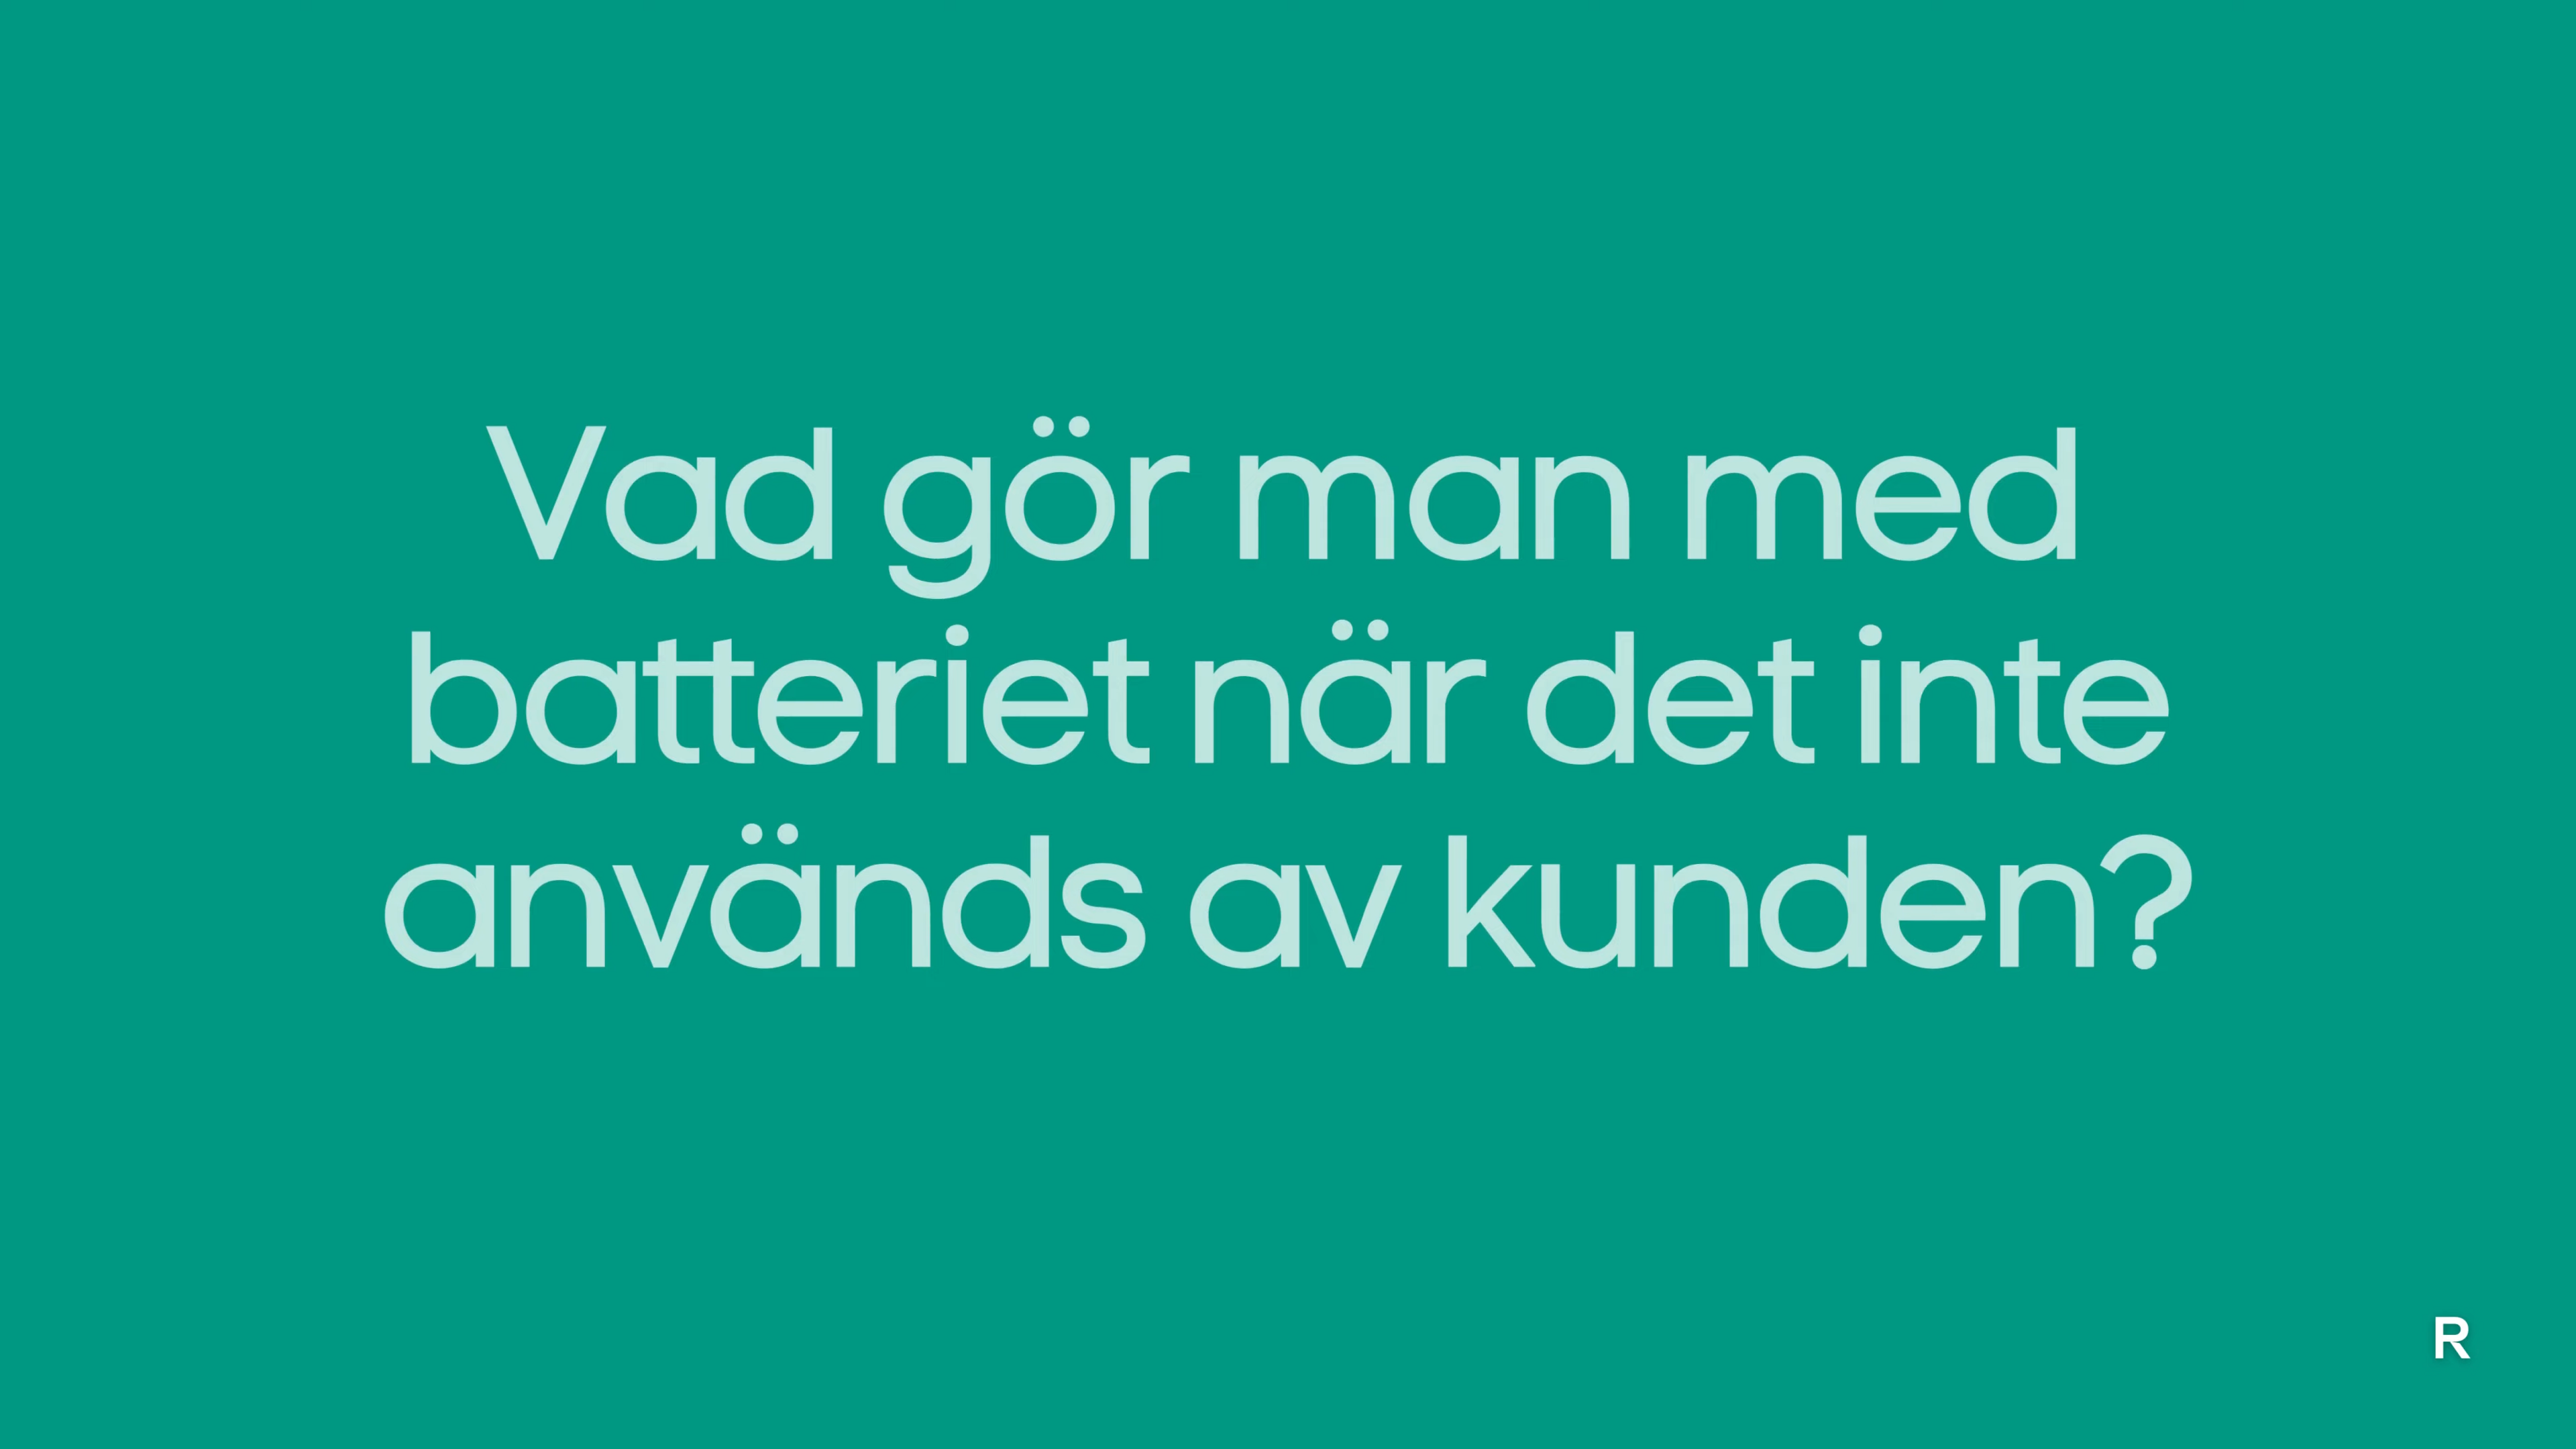 Vad gör man med
batteriet när det inte
används av kunden?
R